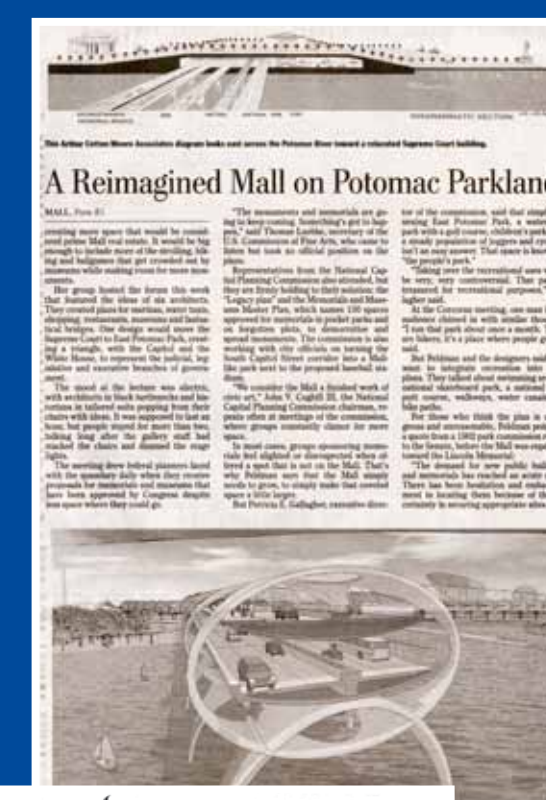 This Arthur Cotton Moore Associates diagram looks east across the Potomac River toward a relocated Supreme Court building.
A Reimagined Mall on Potomac Parklan
MALL, From B1
creating more space that would be consid-
ered prime Mall real estate. It would be big
enough to include more of the strolling, bik-
ing and ballgames that get crowded out by
museums while making room for more mon-
uments.
Her group hosted the forum this week
that featured the ideas of six architects.
They created plans for marinas, water taxis,
shopping, restaurants, museums and fantas-
tical bridges. One design would move the
Supreme Court to East Potomac Park, creat-
ing a triangle, with the Capitol and the
White House, to represent the judicial, leg-
islative and executive branches of govern-
ment.
The mood at the lecture was electric,
with architects in black turtlenecks and his-
torians in tailored suits popping from their
chairs with ideas. It was supposed to last an
hour, but people stayed for more than two,
talking long after the gallery staff had
stacked the chairs and dimmed the stage
lights.
The meeting drew federal planners faced
with the quandary daily when they receive
proposals for memorials and museums that
have been approved by Congress despite
less space where they could go.
"The monuments and memorials are go-
ing to keep coming. Something's got to hap-
pen," said Thomas Luebke, secretary of the
U.S. Commission of Fine Arts, who came to
listen but took no official position on the
plans.
Representatives from the National Cap-
ital Planning Commission also attended, but
they are firmly holding to their solution: the
"Legacy plan" and the Memorials and Muse-
ums Master Plan, which names 100 spaces
approved for memorials in pocket parks and
on forgotten plots, to
spread monuments. The commission is also
working with city officials on turning the
South Capitol Street corridor into a Mall-
like park next to the proposed baseball sta-
dium.
"We consider the Mall a finished work of
civic art," John V. Cogbill III, the National
Capital Planning Commission chairman, re-
peats often at meetings of the commission,
where groups constantly clamor for more
space.
In most cases, groups sponsoring memo-
rials feel slighted or disrespected when of-
fered a spot that is not on the Mall. That's
why Feldman says that the Mall simply
needs to grow, to simply make that coveted
space a little larger.
But Patricia E. Gallagher, executive direc-
tor of the commission, said that simpl
East Potomac Park, a water
park with a golf course, children's park
a steady population of joggers and cyc
isn't an easy answer. That space is know
"the people's park."
"Taking over the recreational uses
be very, very controversial. That pa
treasured for recreational purposes,"
lagher said.
At the Corcoran meeting, one man i
audience chimed in with similar thou
"I run that park about once a month.
are bikers, it's a place where people g
said.
But Feldman and the designers said
want to integrate recreation into
plans. They talked about swimming
national skateboard park, a national
putt course, walkways, water
bike paths.
For those who think the plan is
and unreasonable, Feldman
a quote from a 1902 park commission r
to the Senate, before the Mall was expa
toward the Lincoln Memorial:
"The demand for new public buil
and memorials has reached an acute
There has been hesitation and emba
ment in locating them because of th
certainty in securing appropriate sites